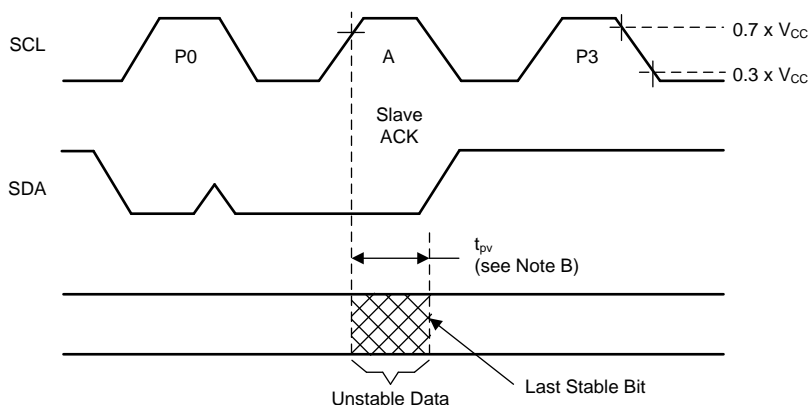 SCL
P0
A
P3
0.7 x VCC
0.3 x VCC
Slave
ACK
SDA
tpv
(see Note B)
Last Stable Bit
Unstable Data